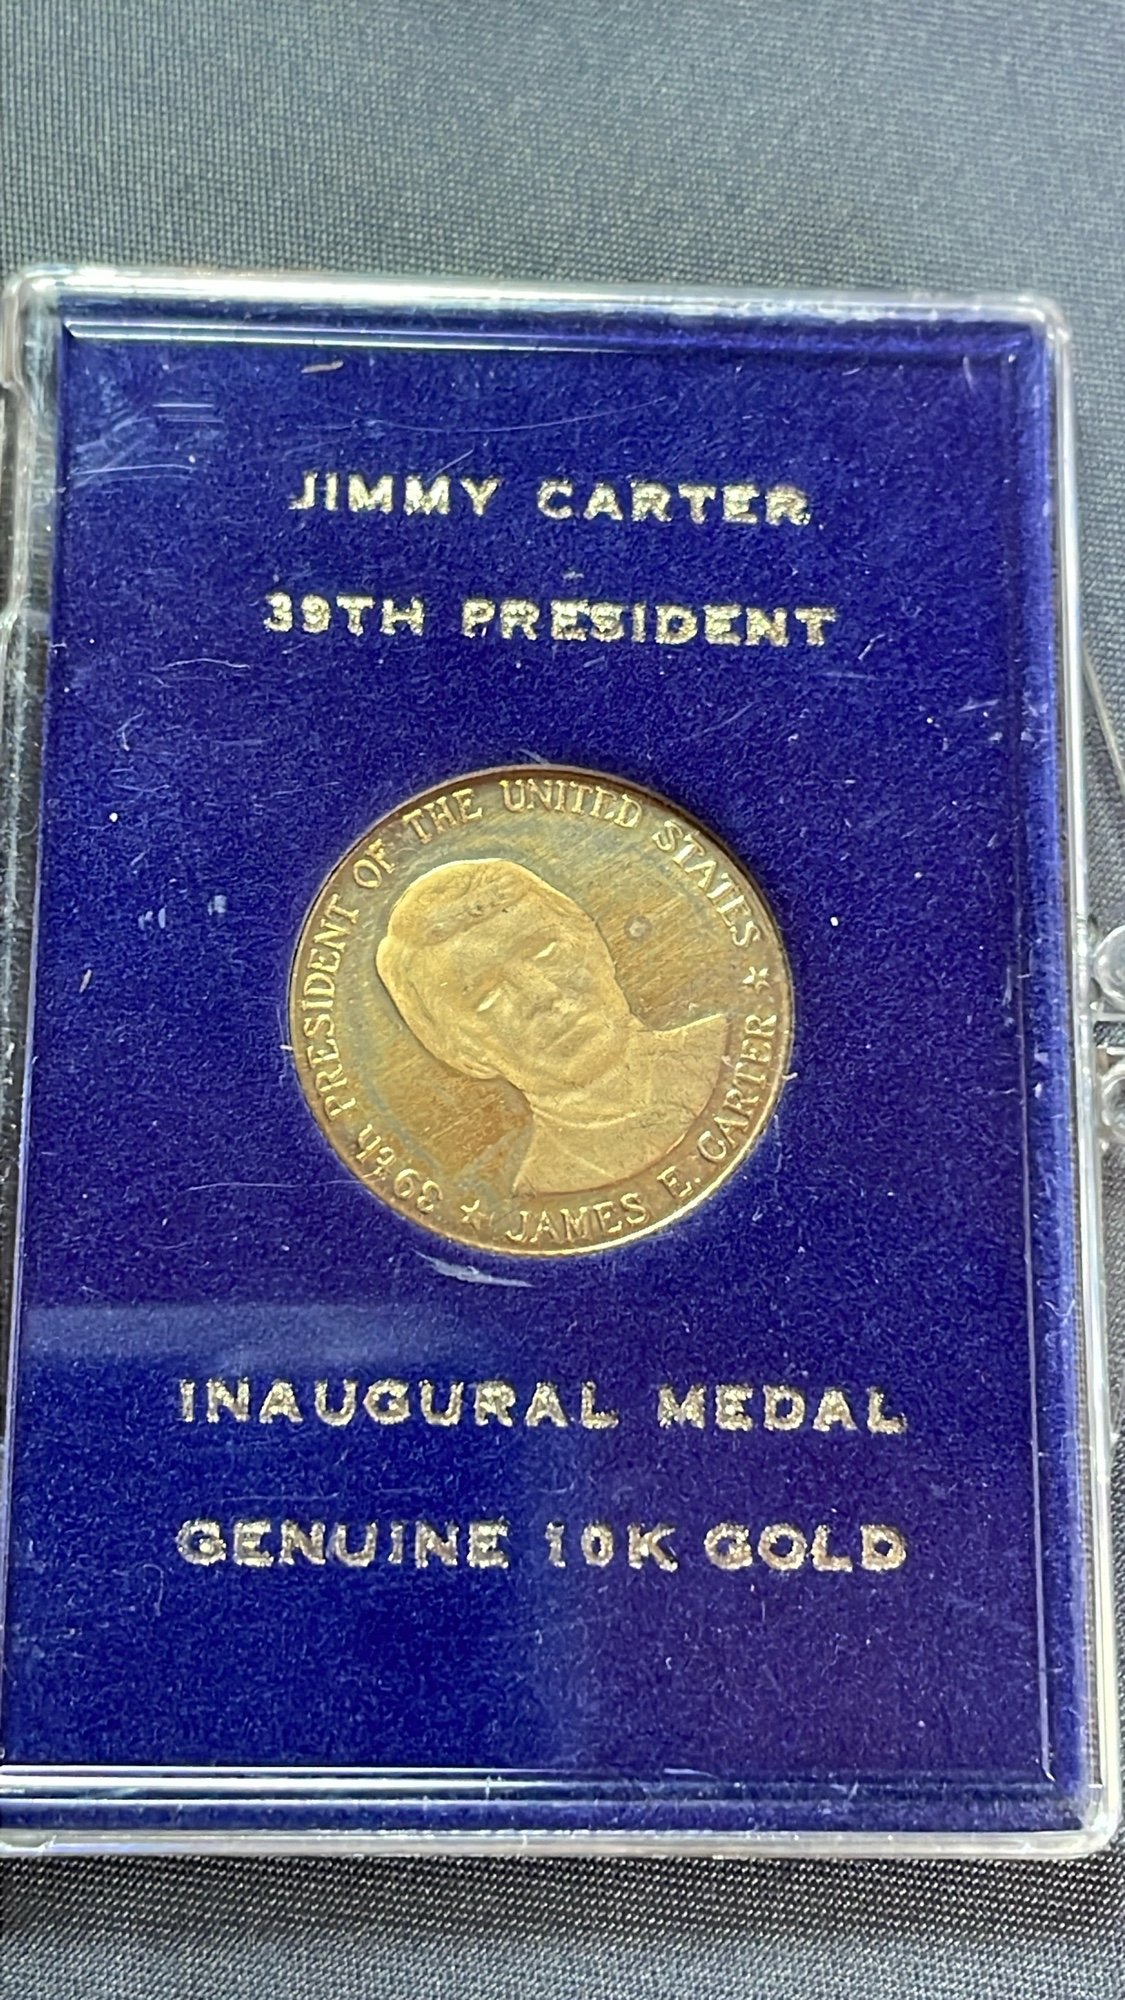 JIMMY CARTER
39TH PRESIDENT
39th PRESIDENT OF THE UNITED STATES ★
JAMES E. CARTER ★
INAUGURAL MEDAL
GENUINE 10K GOLD